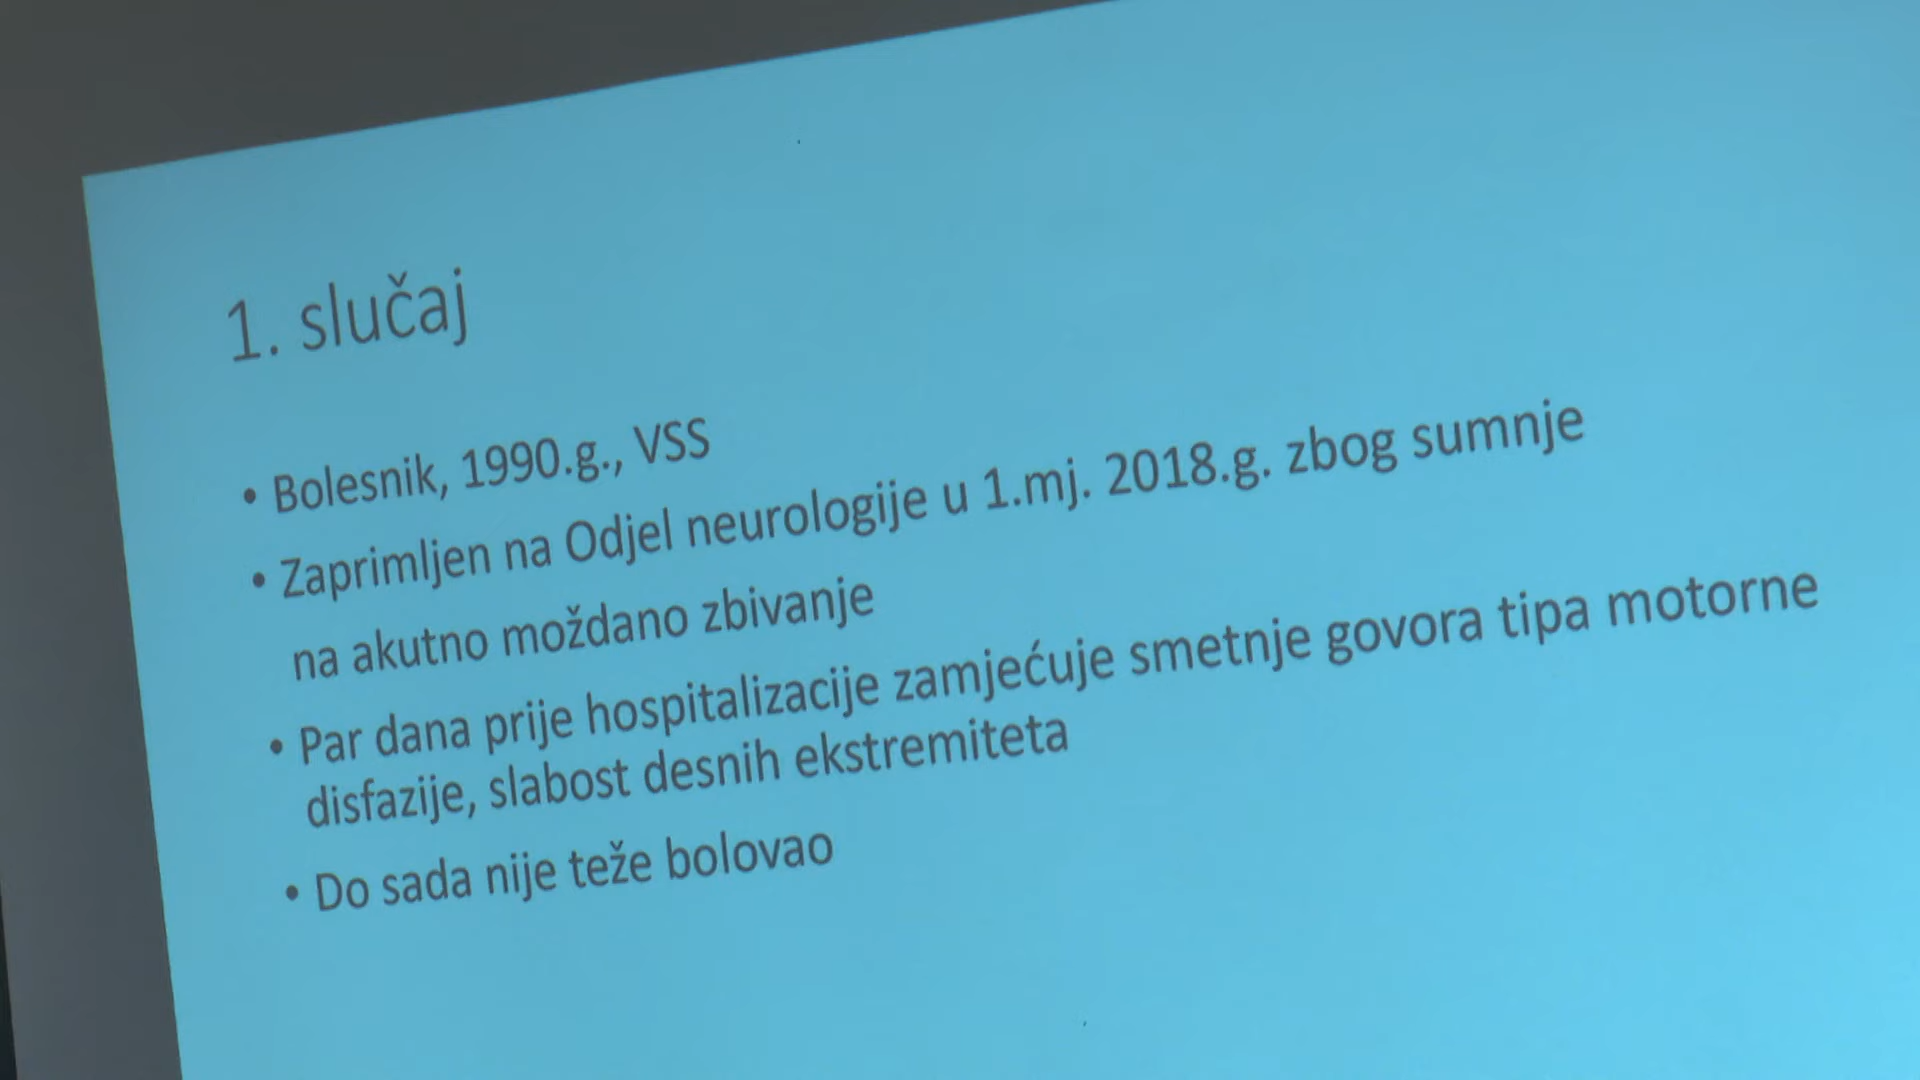 1. slučaj
• Bolesnik, 1990.g., VSS
• Zaprimljen na Odjel neurologije u 1.mj. 2018.g. zbog sumnje
na akutno moždano zbivanje
• Par dana prije hospitalizacije zamjećuje smetnje govora tipa motorne
disfazije, slabost desnih ekstremiteta
• Do sada nije teže bolovao